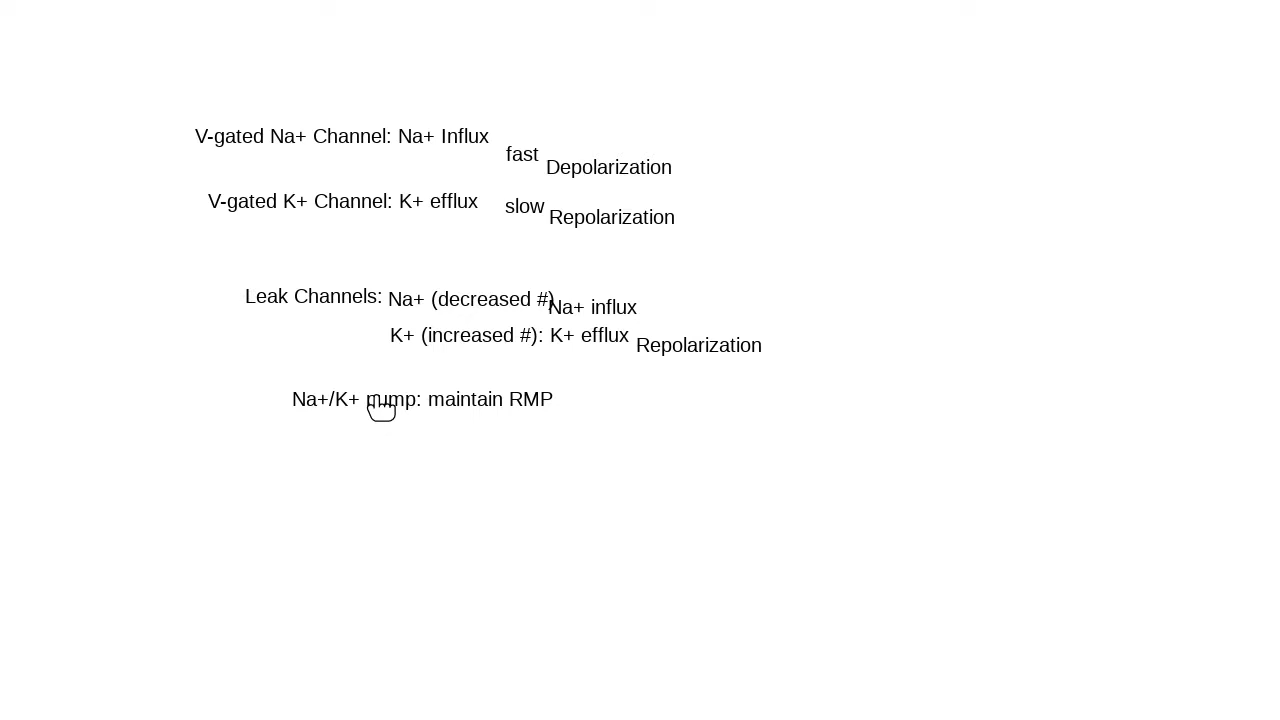 V-gated Na+ Channel: Na+ Influx
fast
Depolarization
V-gated K+ Channel: K+ efflux
slow
Repolarization
Leak Channels: Na+ (decreased #)
Na+ influx
K+ (increased #): K+ efflux
Repolarization
Na+/K+ pump: maintain RMP